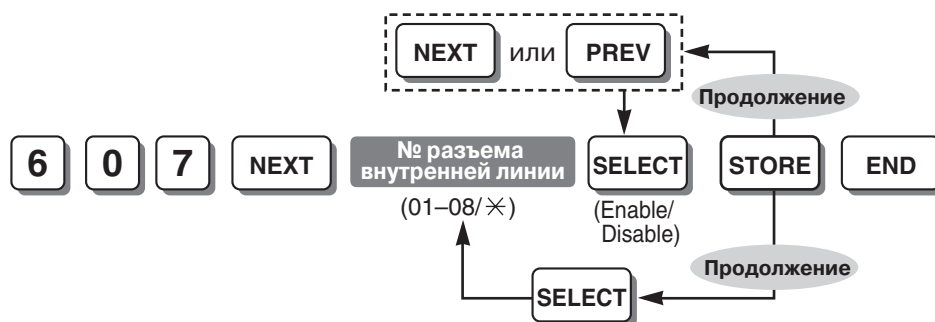 NEXT или PREV
Продолжение
6 0 7 NEXT № разъема внутренней линии SELECT STORE END
(01–08/✳)
(Enable/
Disable)
Продолжение
SELECT